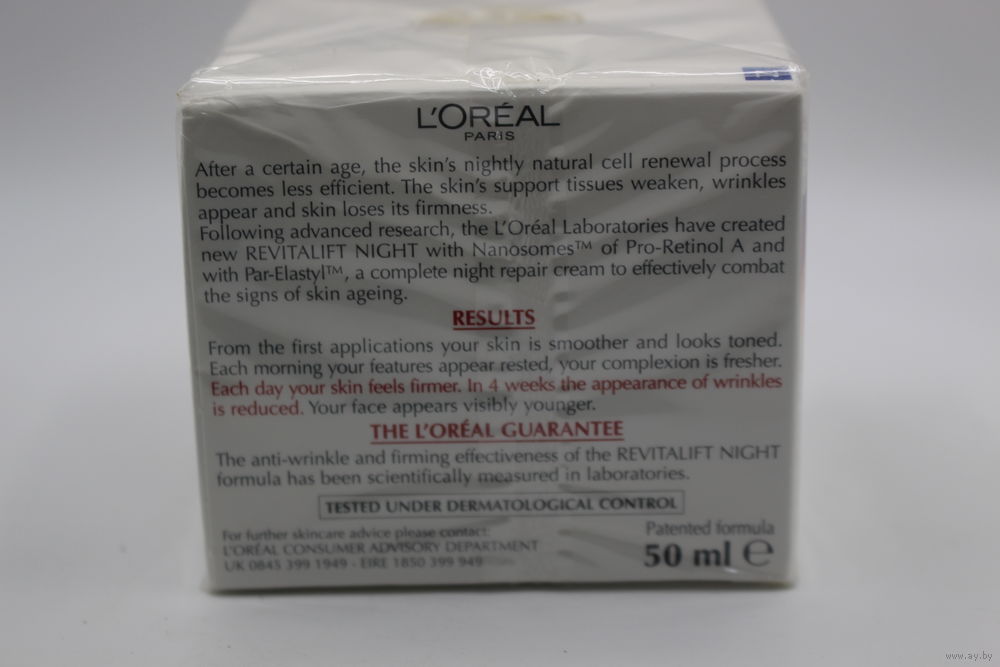 L'ORÉAL
PARIS
After a certain age, the skin's nightly natural cell renewal process
becomes less efficient. The skin's support tissues weaken, wrinkles
appear and skin loses its firmness.
Following advanced research, the L'Oréal Laboratories have created
new REVITALIFT NIGHT with Nanosomes™ of Pro-Retinol A and
with Par-Elastyl™, a complete night repair cream to effectively combat
the signs of skin ageing.
RESULTS
From the first applications your skin is smoother and looks toned.
Each morning your features appear rested, your complexion is fresher.
Each day your skin feels firmer. In 4 weeks the appearance of wrinkles
is reduced. Your face appears visibly younger.
THE L'ORÉAL GUARANTEE
The anti-wrinkle and firming effectiveness of the REVITALIFT NIGHT
formula has been scientifically measured in laboratories.
TESTED UNDER DERMATOLOGICAL CONTROL
For further skincare advice please contact:
L'ORÉAL CONSUMER ADVISORY DEPARTMENT
UK 0845 399 1949 - EIRE 1850 399 949
Patented formula
50 ml ℮
www.ay.by